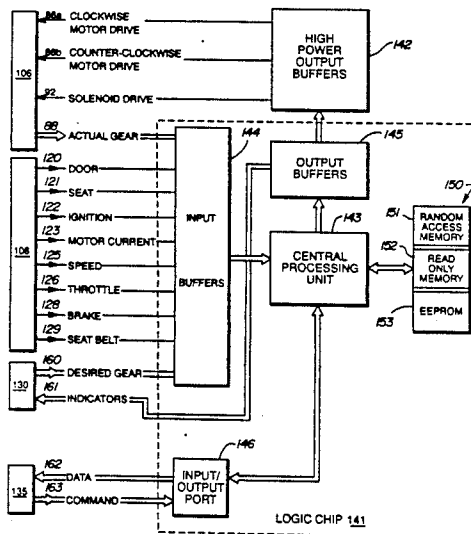 86a CLOCKWISE
MOTOR DRIVE
86b COUNTER-CLOCKWISE
MOTOR DRIVE
92 SOLENOID DRIVE
106
88 ACTUAL GEAR
HIGH
POWER
OUTPUT
BUFFERS
142
144
145
OUTPUT
BUFFERS
120 DOOR
121 SEAT
122 IGNITION
123 MOTOR CURRENT
125 SPEED
126 THROTTLE
128 BRAKE
129 SEAT BELT
108
INPUT
BUFFERS
143
CENTRAL
PROCESSING
UNIT
150
151 RANDOM
ACCESS
MEMORY
152 READ
ONLY
MEMORY
153 EEPROM
130
160 DESIRED GEAR
161 INDICATORS
146
135
162 DATA
163 COMMAND
INPUT/
OUTPUT
PORT
LOGIC CHIP 141